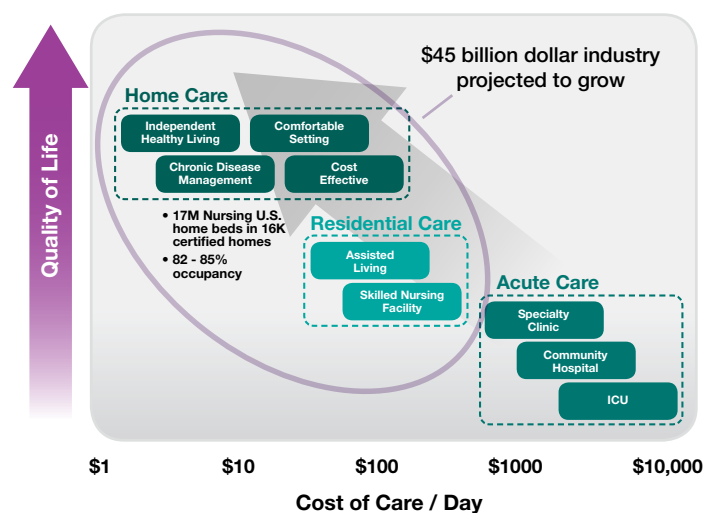 $45 billion dollar industry
projected to grow
Quality of Life
Home Care
Independent
Healthy Living
Comfortable
Setting
Chronic Disease
Management
Cost
Effective
• 17M Nursing U.S.
home beds in 16K
certified homes
• 82 - 85%
occupancy
Residential Care
Assisted
Living
Skilled Nursing
Facility
Acute Care
Specialty
Clinic
Community
Hospital
ICU
$1
$10
$100
$1000
$10,000
Cost of Care / Day